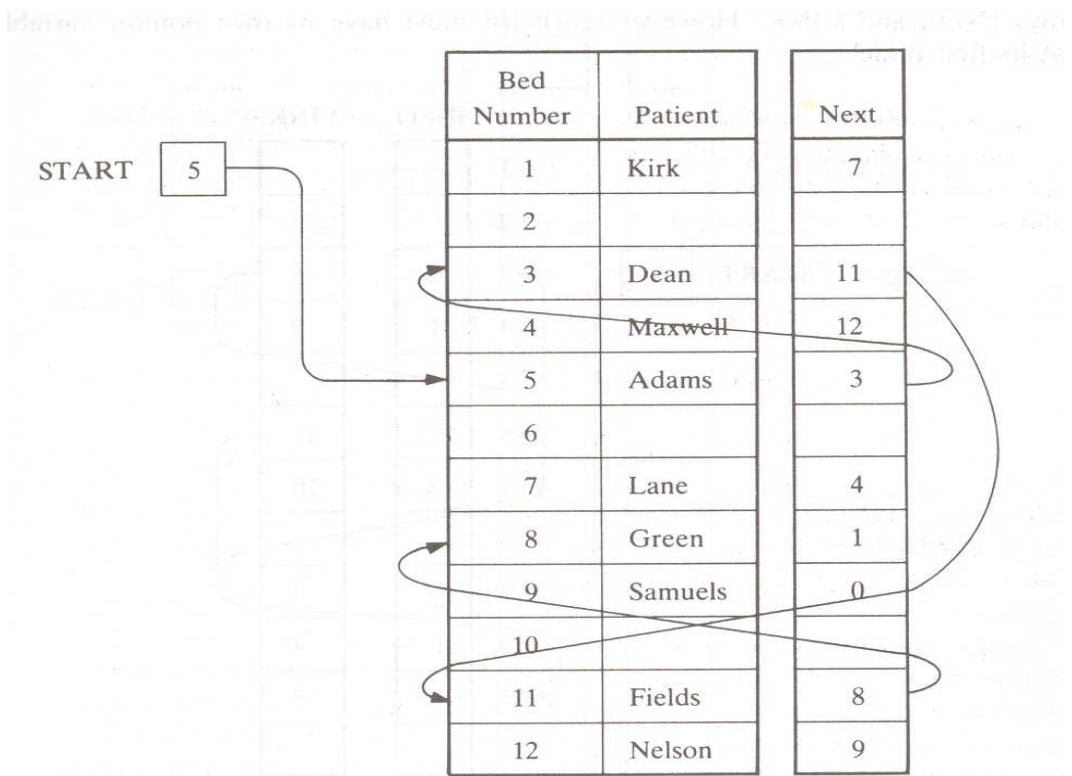 Bed
Number Patient Next
START 5 1 Kirk 7
2
3 Dean 11
4 Maxwell 12
5 Adams 3
6
7 Lane 4
8 Green 1
9 Samuels 0
10
11 Fields 8
12 Nelson 9